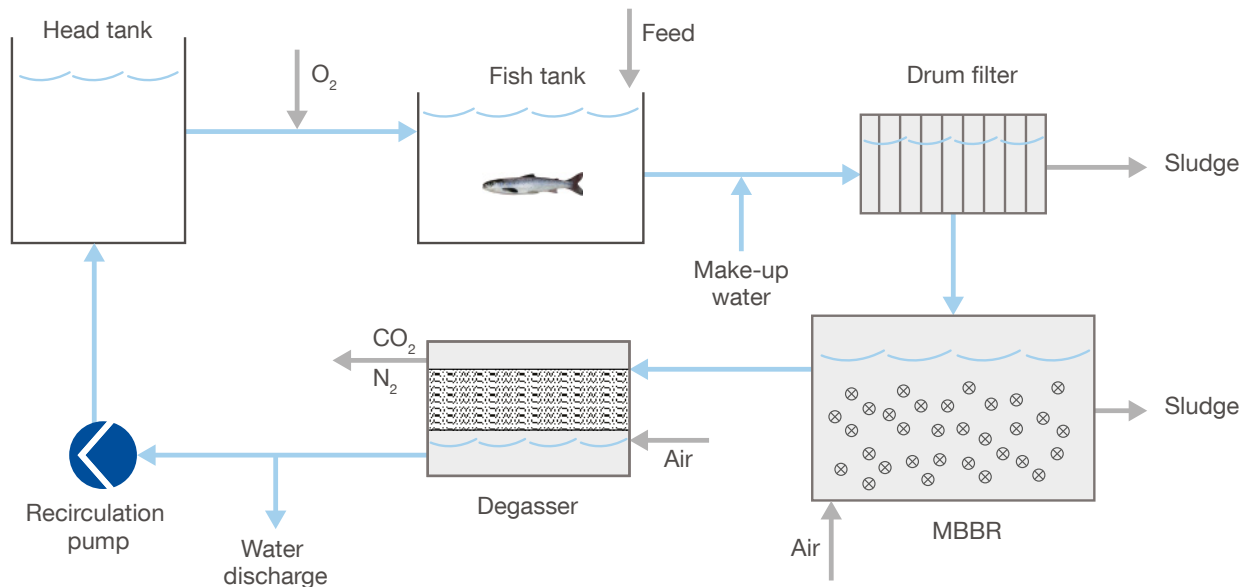 Head tank
O₂
Feed
Fish tank
Drum filter
Sludge
Make-up
water
CO₂
N₂
Sludge
Air
Degasser
Recirculation
pump
Water
discharge
MBBR
Air